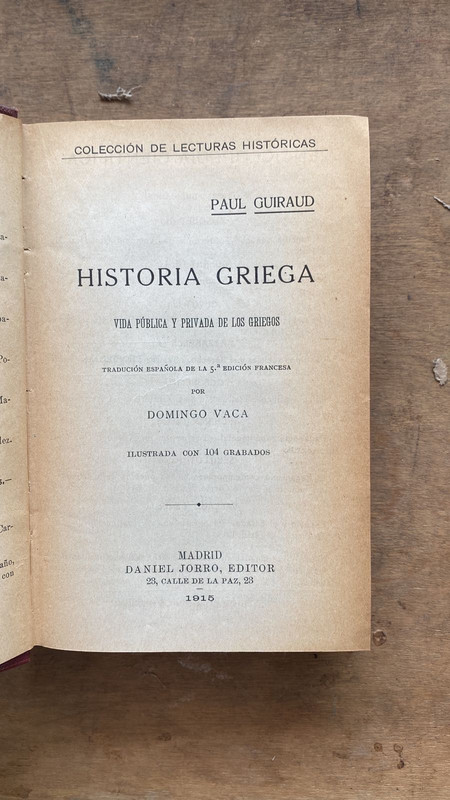 COLECCIÓN DE LECTURAS HISTÓRICAS
PAUL GUIRAUD
HISTORIA GRIEGA
VIDA PÚBLICA Y PRIVADA DE LOS GRIEGOS
TRADUCIÓN ESPAÑOLA DE LA 5.ª EDICIÓN FRANCESA
POR
DOMINGO VACA
ILUSTRADA CON 104 GRABADOS
MADRID
DANIEL JORRO, EDITOR
23, CALLE DE LA PAZ, 23
1915
con